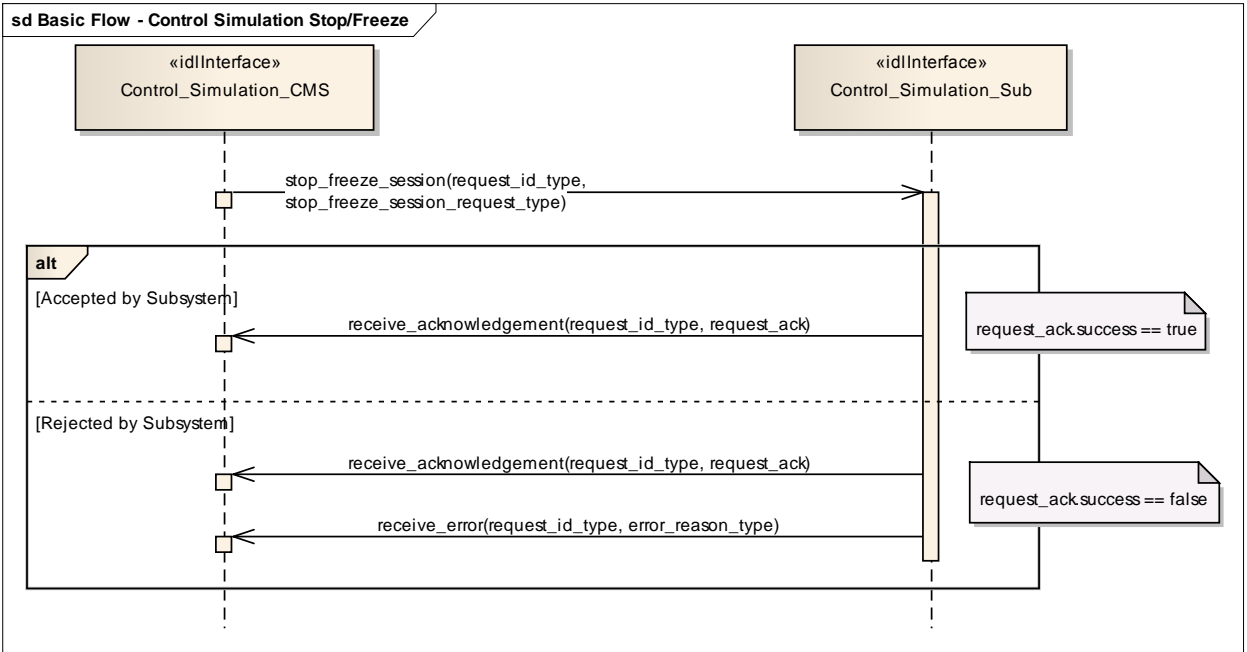 sd Basic Flow - Control Simulation Stop/Freeze
«idlInterface»
Control_Simulation_CMS
«idlInterface»
Control_Simulation_Sub
stop_freeze_session(request_id_type,
stop_freeze_session_request_type)
alt
[Accepted by Subsystem]
receive_acknowledgement(request_id_type, request_ack)
request_ack.success == true
[Rejected by Subsystem]
receive_acknowledgement(request_id_type, request_ack)
request_ack.success == false
receive_error(request_id_type, error_reason_type)